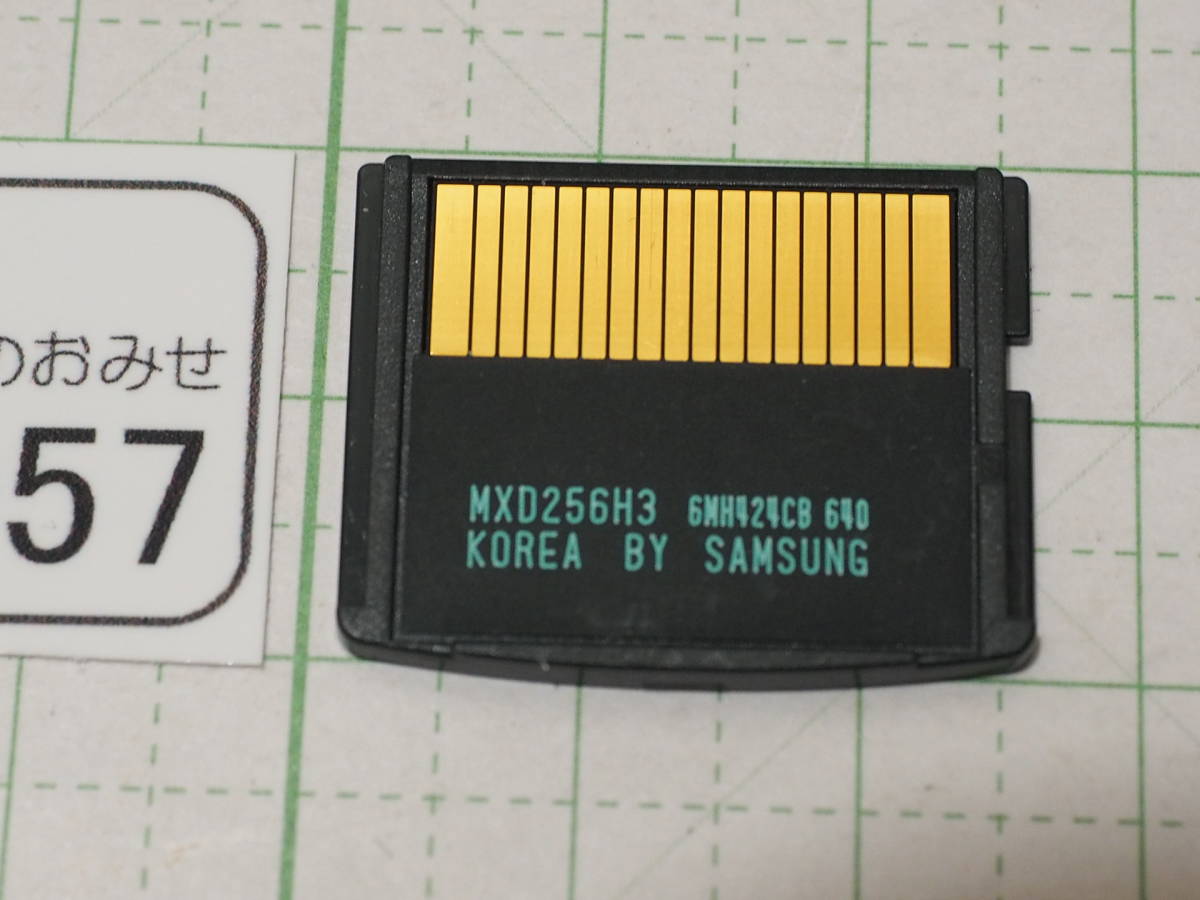 のおみせ
57
MXD256H3 6MH424CB 640
KOREA BY SAMSUNG